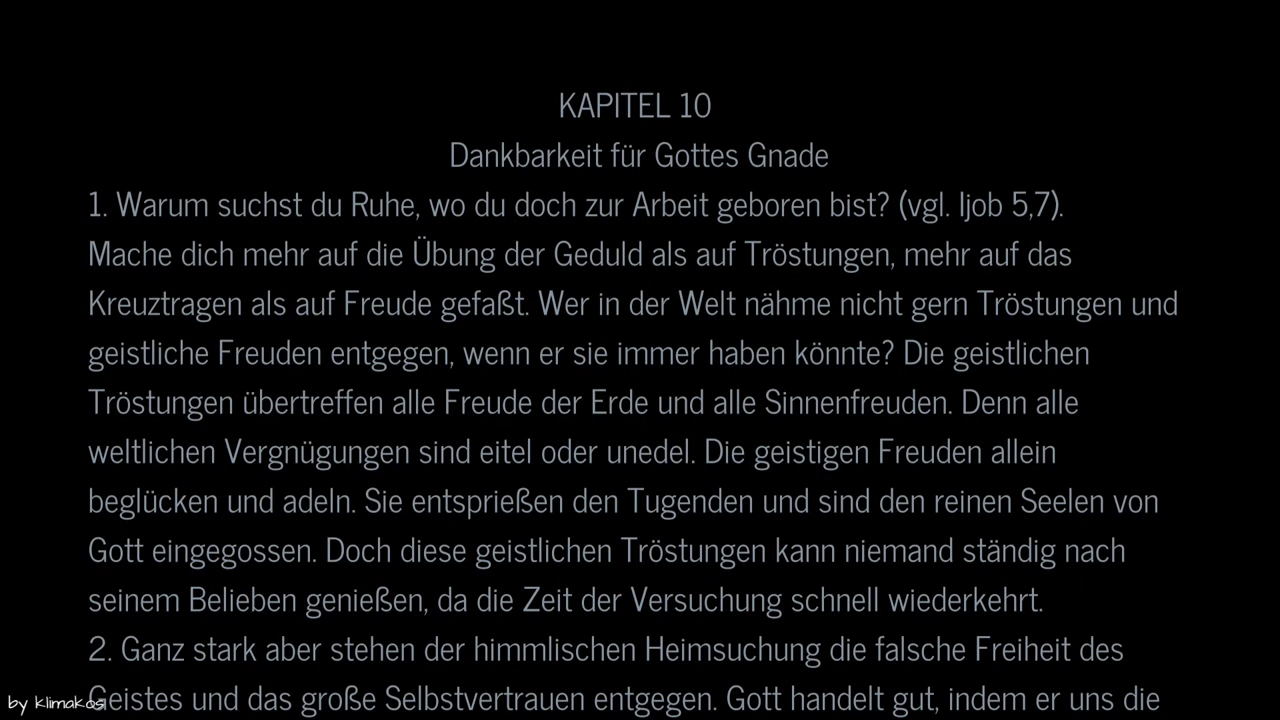 KAPITEL 10
Dankbarkeit für Gottes Gnade
1. Warum suchst du Ruhe, wo du doch zur Arbeit geboren bist? (vgl. Ijob 5,7).
Mache dich mehr auf die Übung der Geduld als auf Tröstungen, mehr auf das
Kreuztragen als auf Freude gefaßt. Wer in der Welt nähme nicht gern Tröstungen und
geistliche Freuden entgegen, wenn er sie immer haben könnte? Die geistlichen
Tröstungen übertreffen alle Freude der Erde und alle Sinnenfreuden. Denn alle
weltlichen Vergnügungen sind eitel oder unedel. Die geistigen Freuden allein
beglücken und adeln. Sie entsprießen den Tugenden und sind den reinen Seelen von
Gott eingegossen. Doch diese geistlichen Tröstungen kann niemand ständig nach
seinem Belieben genießen, da die Zeit der Versuchung schnell wiederkehrt.
2. Ganz stark aber stehen der himmlischen Heimsuchung die falsche Freiheit des
Geistes und das große Selbstvertrauen entgegen. Gott handelt gut, indem er uns die
by klimakos